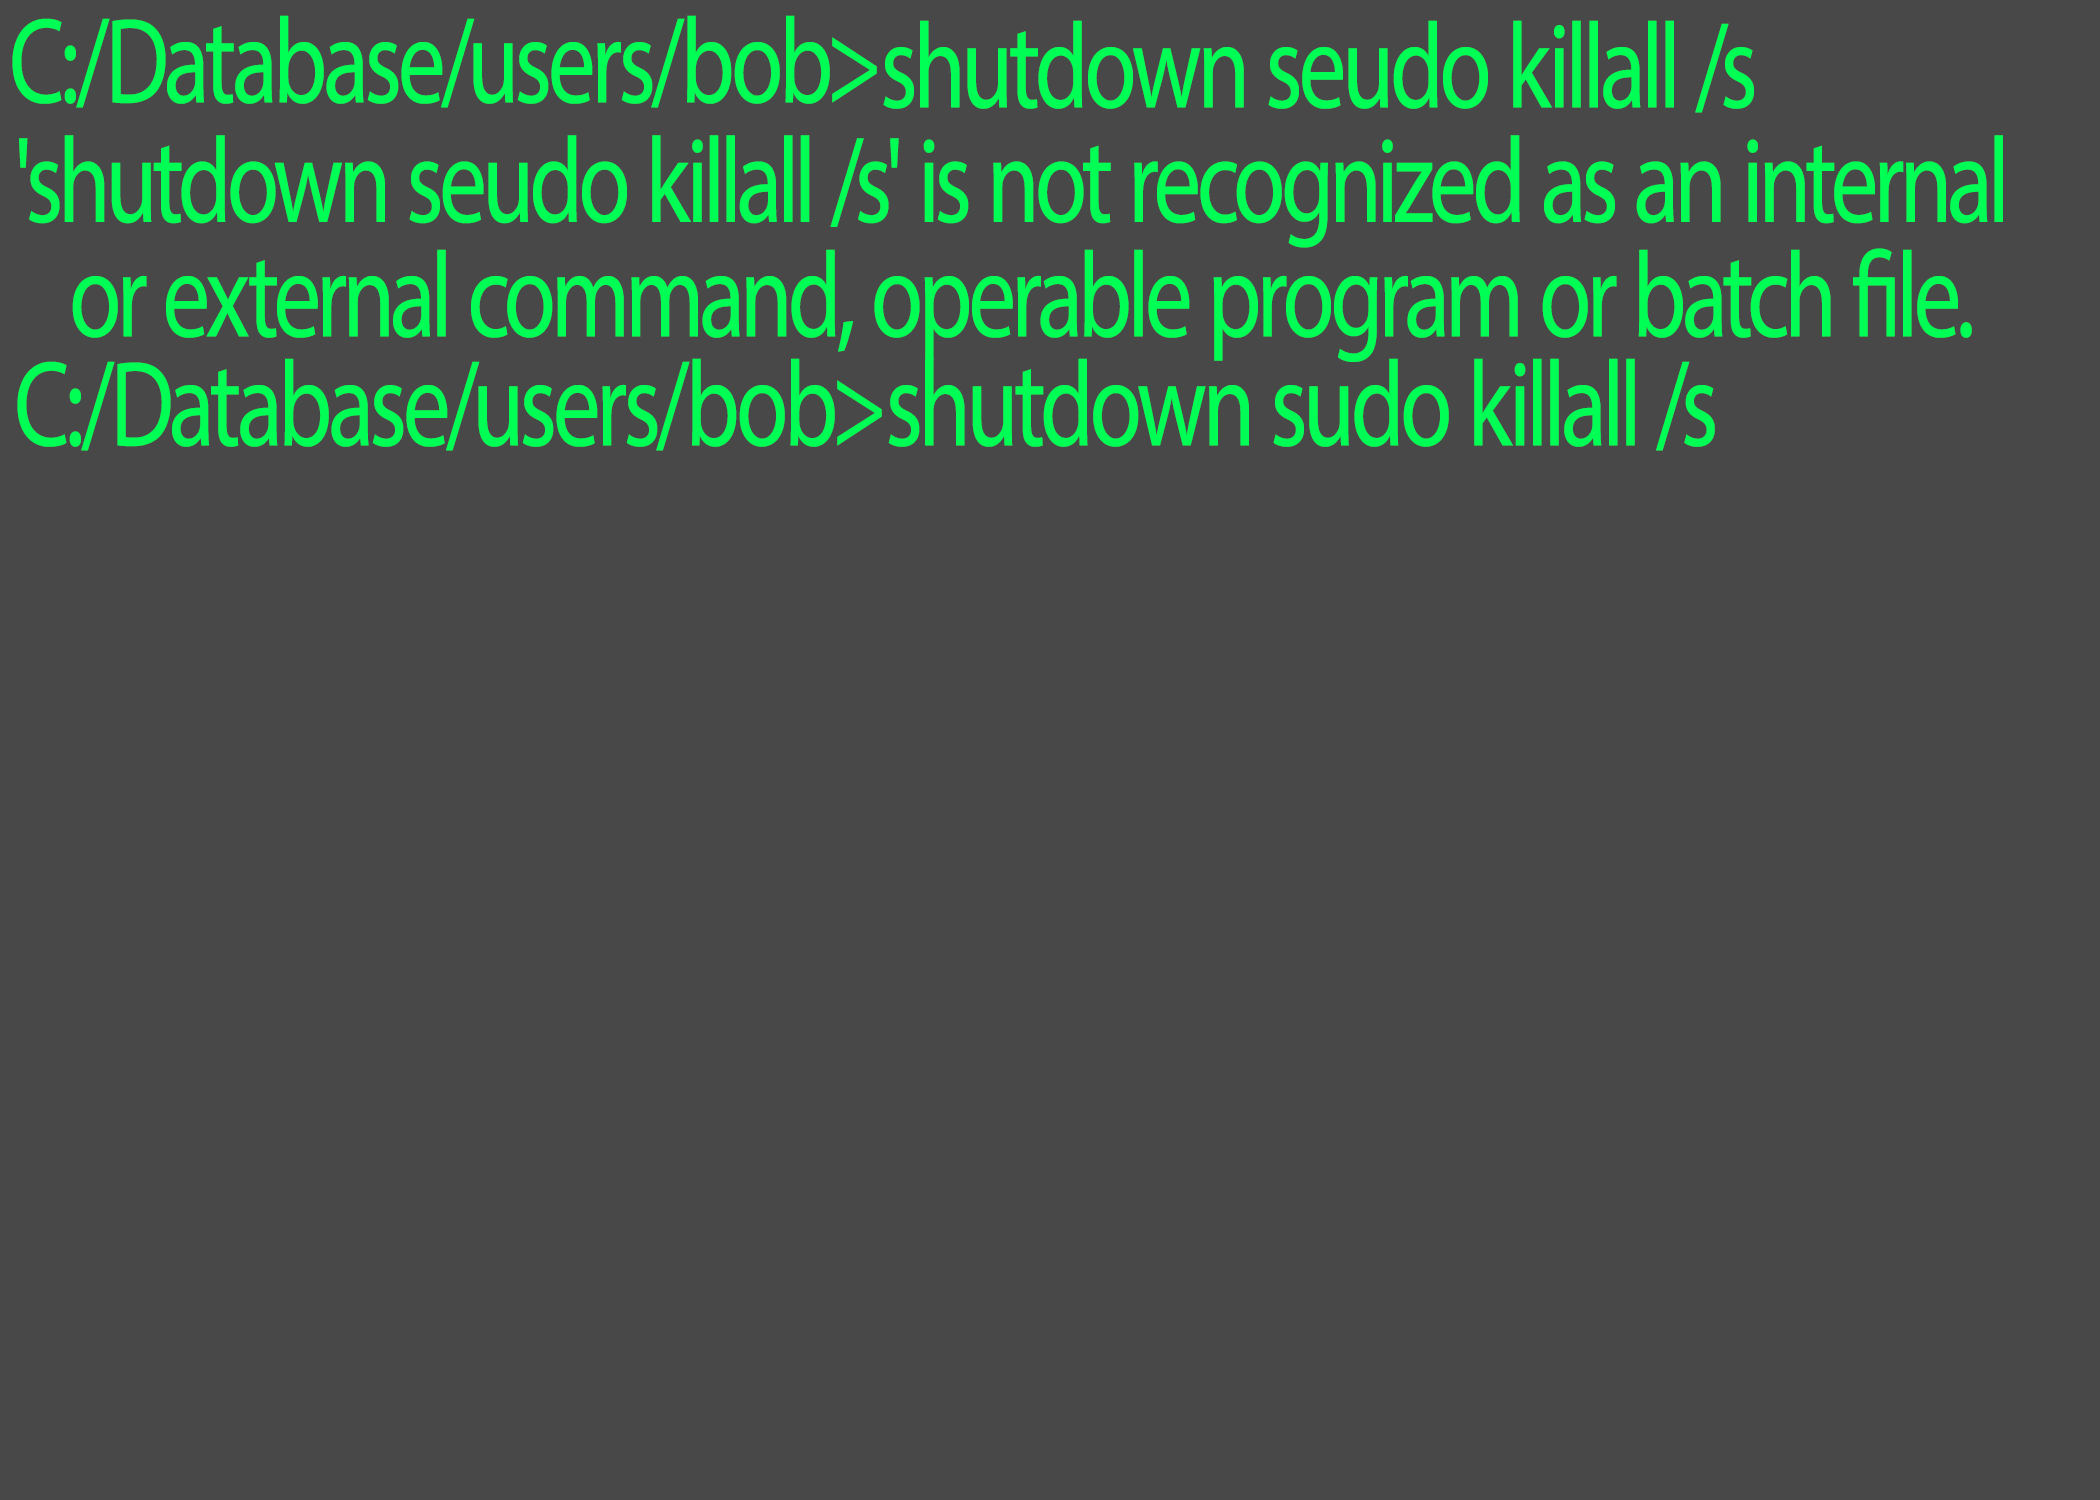 C:/Database/users/bob>shutdown seudo killall /s
'shutdown seudo killall /s' is not recognized as an internal
or external command, operable program or batch file.
C:/Database/users/bob>shutdown sudo killall /s